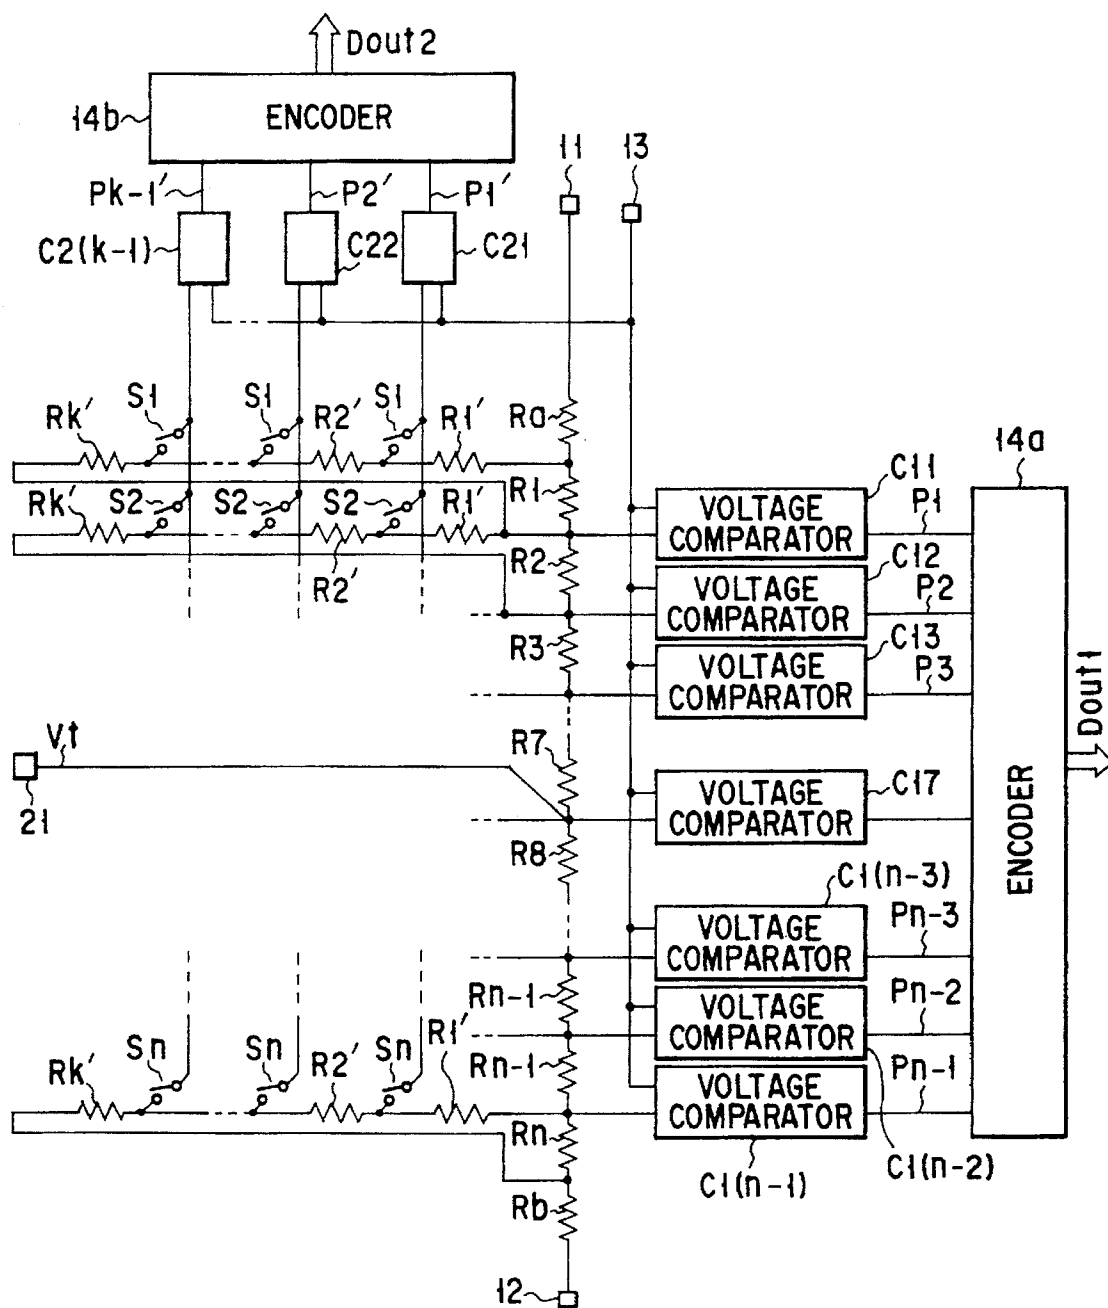 Dout2
14b
ENCODER
11
13
Pk-1′
P2′
P1′
C2(k-1)
C22
C21
Rk′
S1
S1
R2′
S1
R1′
Ra
14a
Rk′
S2
S2
S2
R1′
R1
VOLTAGE
COMPARATOR
C11
P1
R2′
R2
VOLTAGE
COMPARATOR
C12
P2
R3
VOLTAGE
COMPARATOR
C13
P3
Dout1
Vt
21
R7
VOLTAGE
COMPARATOR
C17
R8
ENCODER
C1(n-3)
VOLTAGE
COMPARATOR
Pn-3
Rn-1
VOLTAGE
COMPARATOR
Pn-2
Rk′
Sn
Sn
R2′
Sn
R1′
Rn-1
VOLTAGE
COMPARATOR
Pn-1
Rn
C1(n-1)
C1(n-2)
Rb
12